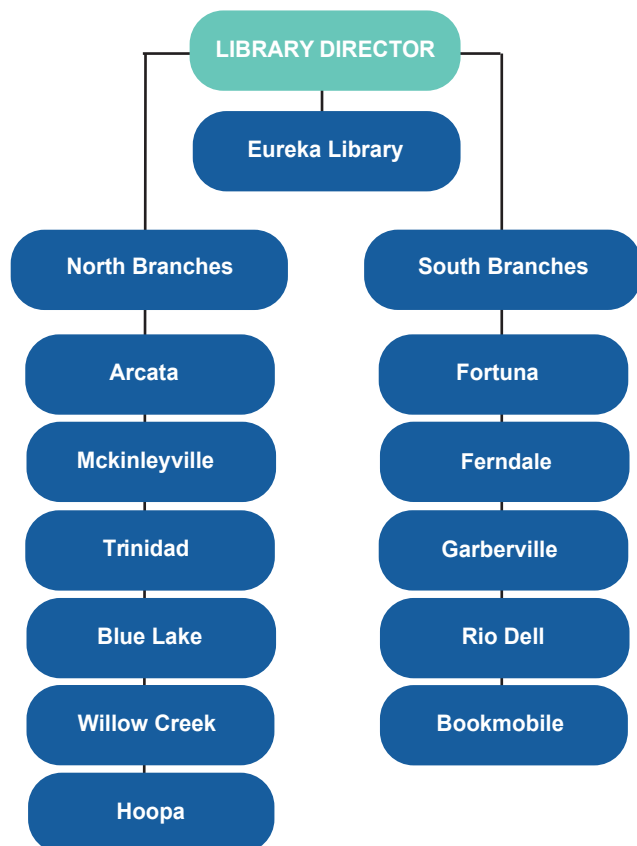 LIBRARY DIRECTOR
Eureka Library
North Branches
Arcata
Mckinleyville
Trinidad
Blue Lake
Willow Creek
Hoopa
South Branches
Fortuna
Ferndale
Garberville
Rio Dell
Bookmobile